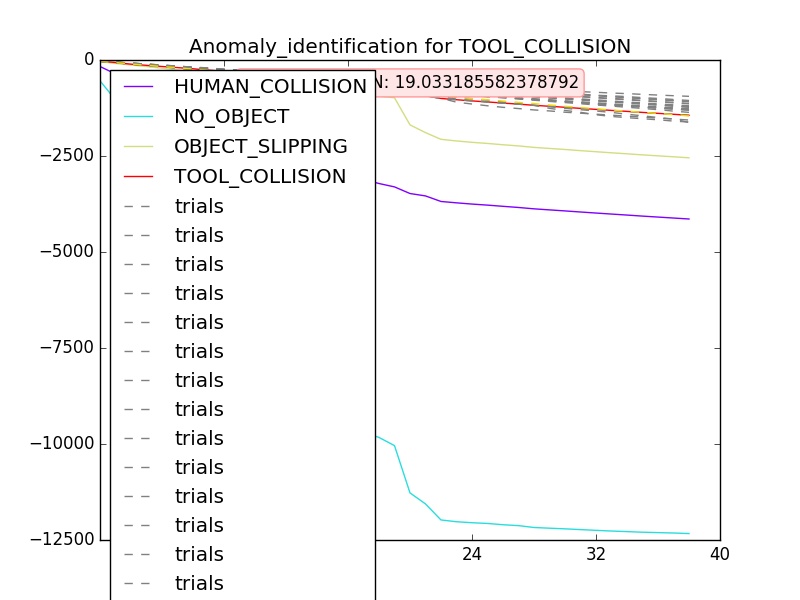 Anomaly_identification for TOOL_COLLISION
0
−2500
−5000
−7500
−10000
−12500
N: 19.033185582378792
HUMAN_COLLISION
NO_OBJECT
OBJECT_SLIPPING
TOOL_COLLISION
trials
trials
trials
trials
trials
trials
trials
trials
trials
trials
trials
trials
trials
trials
24
32
40